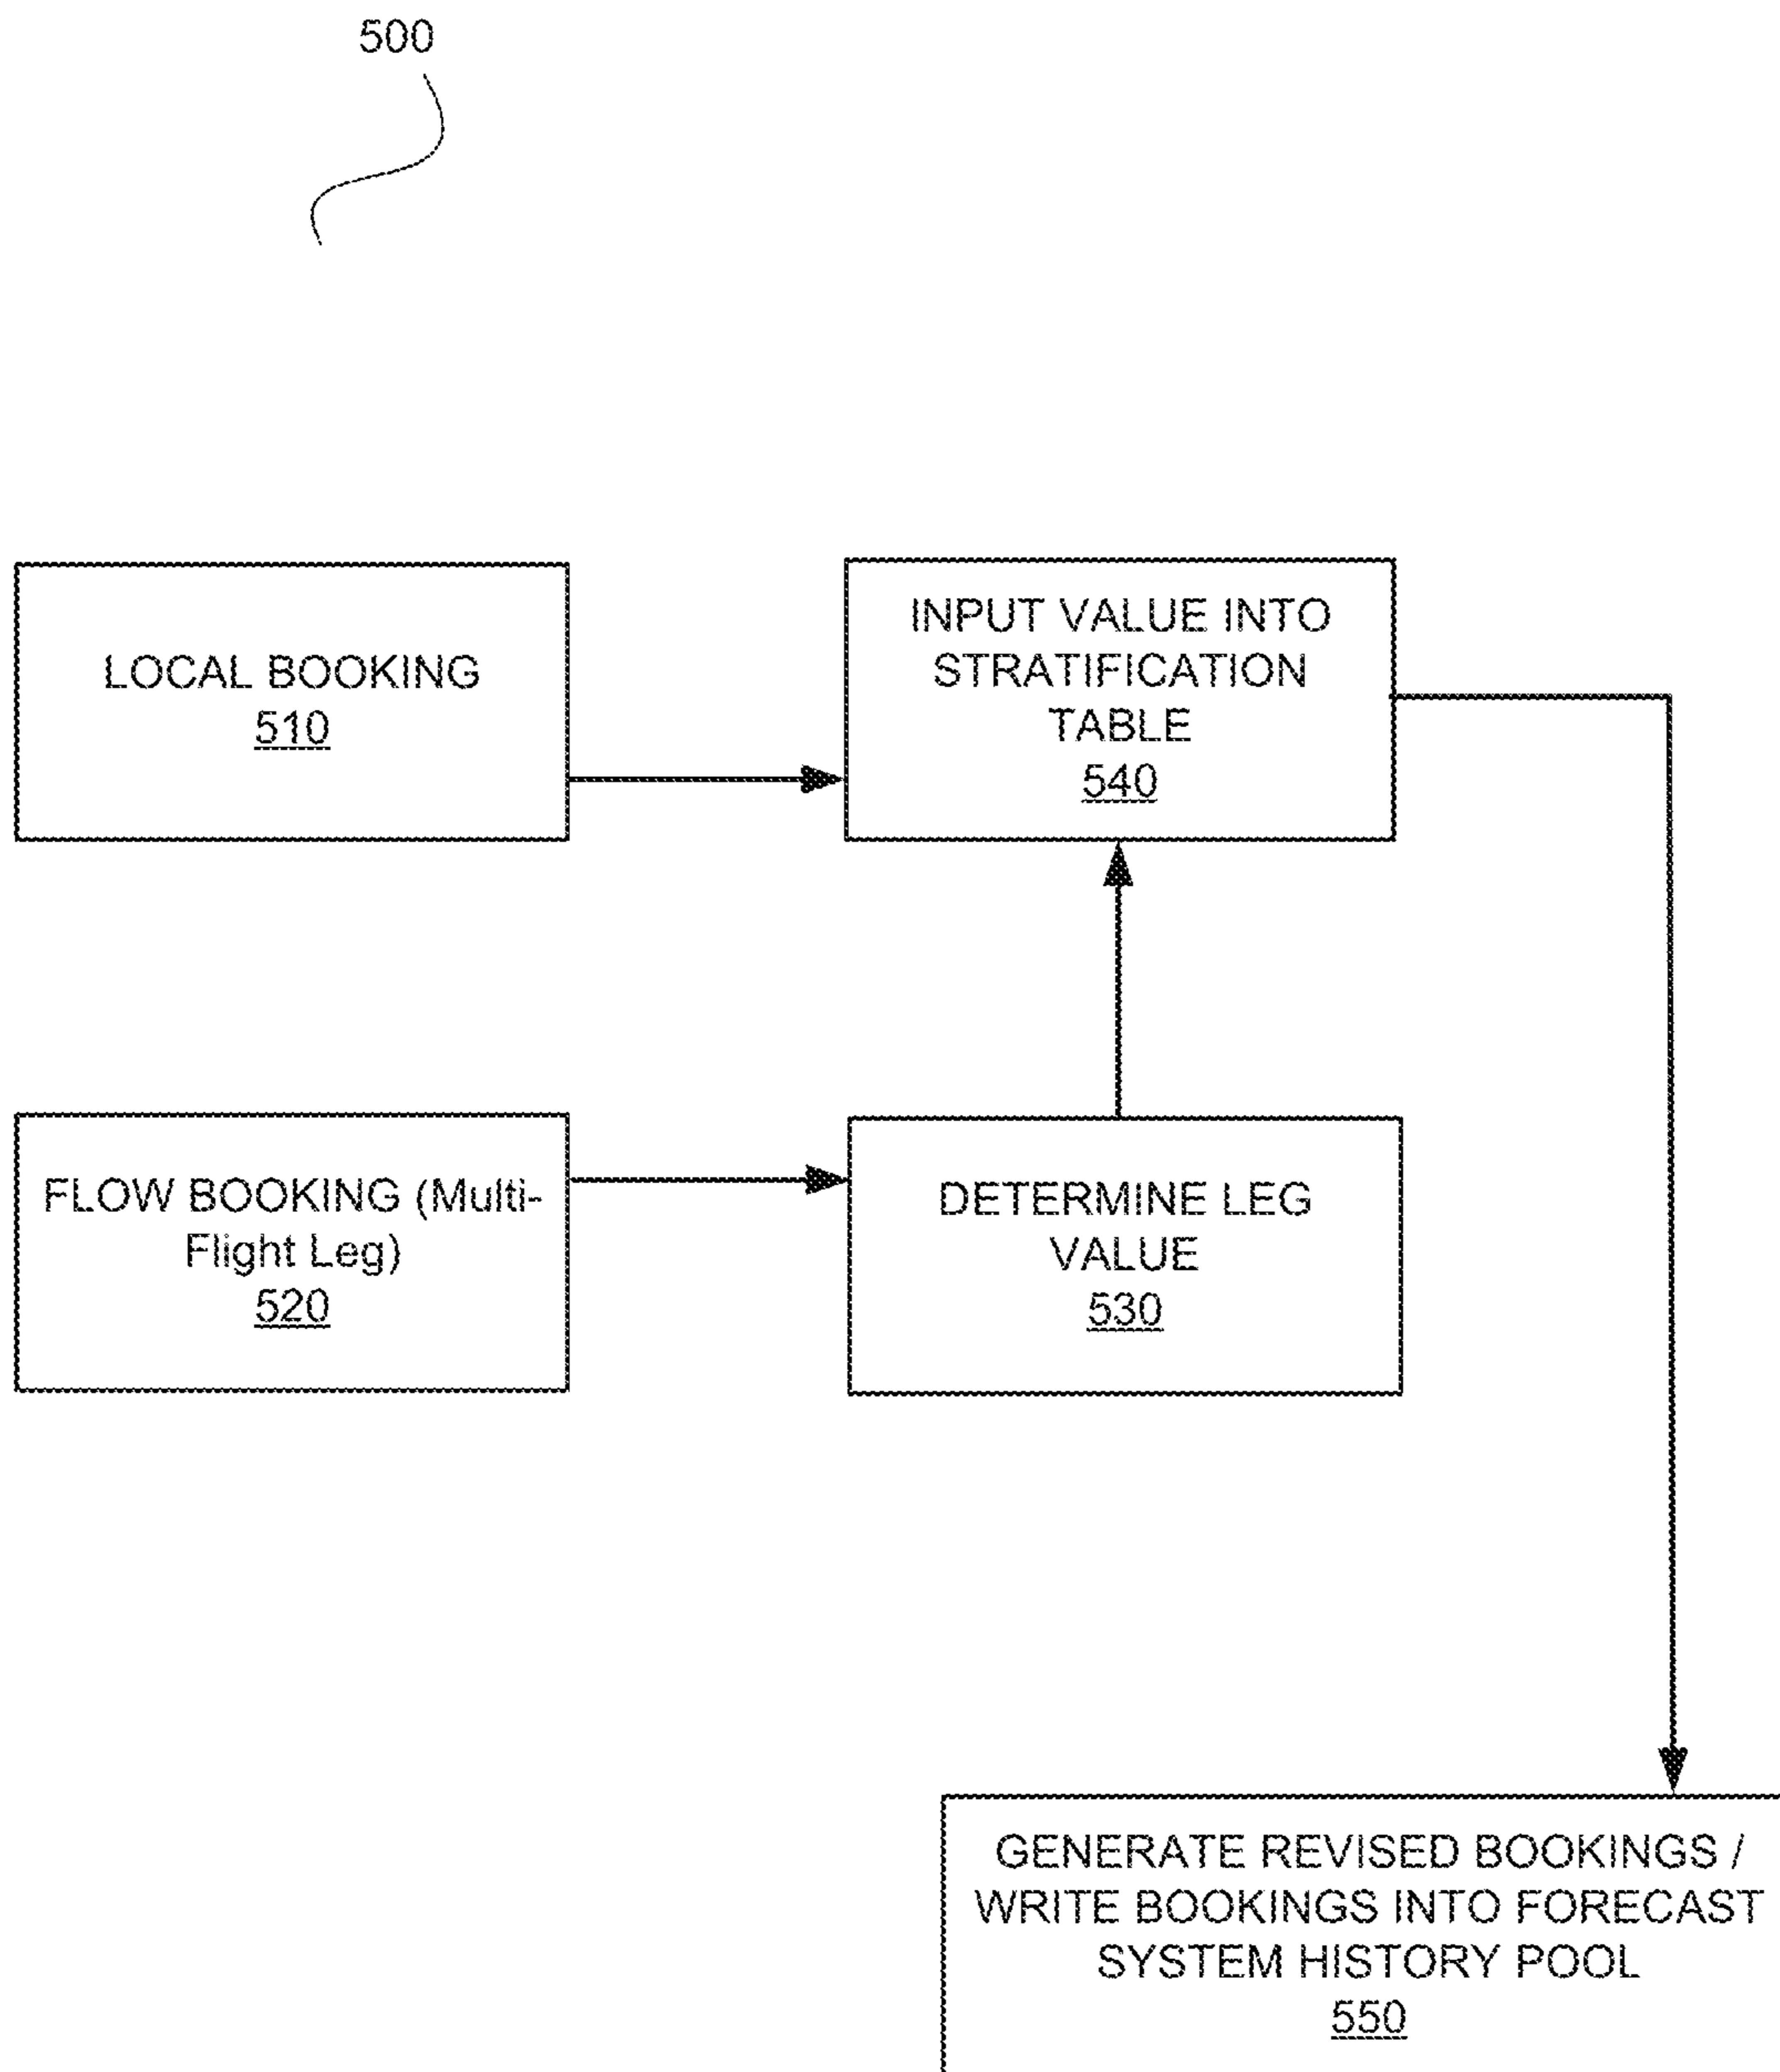 500
LOCAL BOOKING
510
INPUT VALUE INTO
STRATIFICATION
TABLE
540
FLOW BOOKING (Multi-
Flight Leg)
520
DETERMINE LEG
VALUE
530
GENERATE REVISED BOOKINGS /
WRITE BOOKINGS INTO FORECAST
SYSTEM HISTORY POOL
550